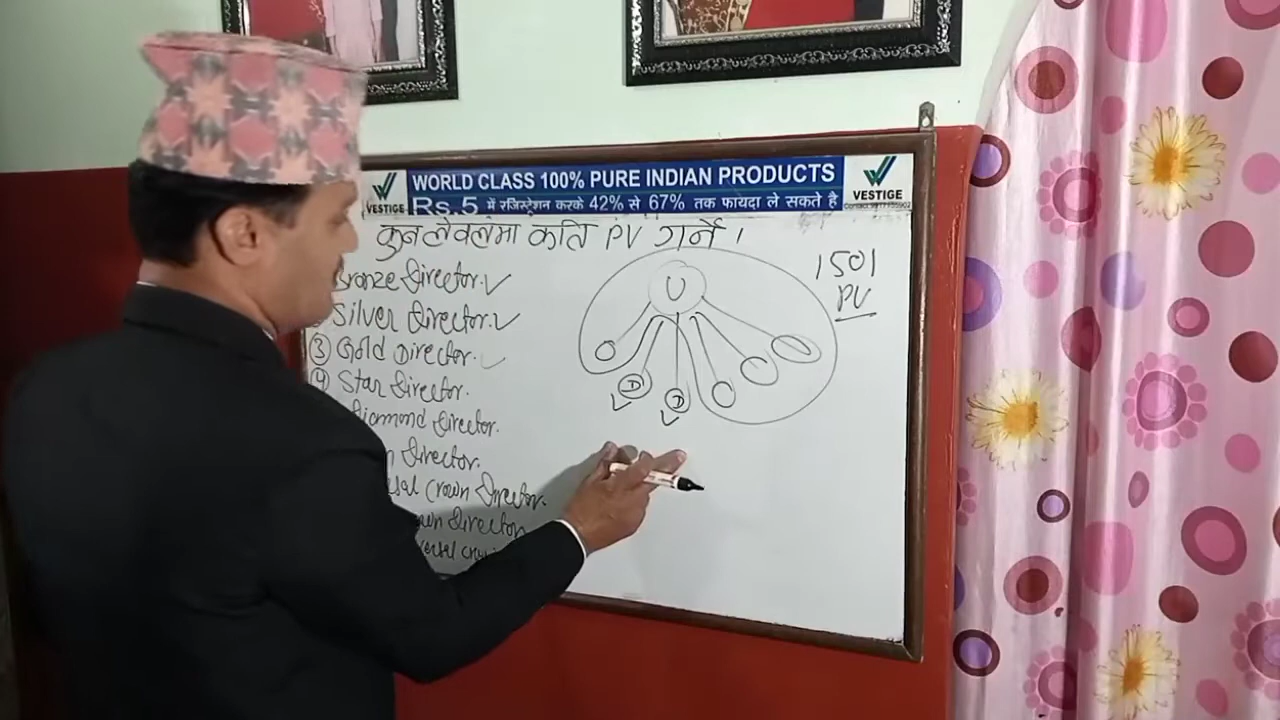 WORLD CLASS 100% PURE INDIAN PRODUCTS
VESTIGE
Rs.5 में रजिस्ट्रेशन करके 42% से 67% तक फायदा ले सकते है
VESTIGE
कुन लेवलमा कति PV गर्ने ।
Bronze Director.
Silver Director.
③ Gold Director.
④ Star Director.
Diamond Director.
Director.
Crown Director.
Director
U
D
D
1501
PV